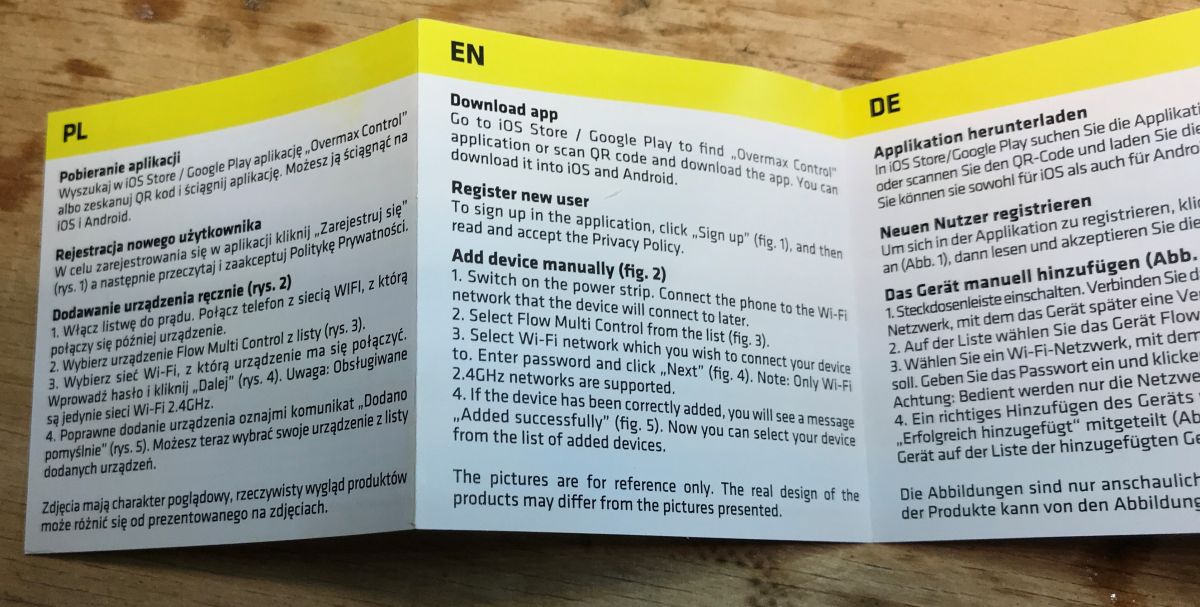 PL
Pobieranie aplikacji
Wyszukaj w iOS Store / Google Play aplikację „Overmax Control”
albo zeskanuj QR kod i ściągnij aplikację. Możesz ją ściągnąć na
iOS i Android.
Rejestracja nowego użytkownika
W celu zarejestrowania się w aplikacji kliknij „Zarejestruj się”
(rys. 1) a następnie przeczytaj i zaakceptuj Politykę Prywatności.
Dodawanie urządzenia ręcznie (rys. 2)
1. Włącz listwę do prądu. Połącz telefon z siecią WIFI, z którą
połączy się później urządzenie.
2. Wybierz urządzenie Flow Multi Control z listy (rys. 3).
3. Wybierz sieć Wi-Fi, z którą urządzenie ma się połączyć.
Wprowadź hasło i kliknij „Dalej” (rys. 4). Uwaga: Obsługiwane
są jedynie sieci Wi-Fi 2.4GHz.
4. Poprawne dodanie urządzenia oznajmi komunikat „Dodano
pomyślnie” (rys. 5). Możesz teraz wybrać swoje urządzenie z listy
dodanych urządzeń.
Zdjęcia mają charakter poglądowy, rzeczywisty wygląd produktów
może różnić się od prezentowanego na zdjęciach.
EN
Download app
Go to iOS Store / Google Play to find „Overmax Control”
application or scan QR code and download the app. You can
download it into iOS and Android.
Register new user
To sign up in the application, click „Sign up” (fig. 1), and then
read and accept the Privacy Policy.
Add device manually (fig. 2)
1. Switch on the power strip. Connect the phone to the Wi-Fi
network that the device will connect to later.
2. Select Flow Multi Control from the list (fig. 3).
3. Select Wi-Fi network which you wish to connect your device
to. Enter password and click „Next” (fig. 4). Note: Only Wi-Fi
2.4GHz networks are supported.
4. If the device has been correctly added, you will see a message
„Added successfully” (fig. 5). Now you can select your device
from the list of added devices.
The pictures are for reference only. The real design of the
products may differ from the pictures presented.
DE
Applikation herunterladen
In iOS Store/Google Play suchen Sie die Applikati
oder scannen Sie den QR-Code und laden Sie die
Sie können sie sowohl für iOS als auch für Andro
Neuen Nutzer registrieren
Um sich in der Applikation zu registrieren, klic
an (Abb. 1), dann lesen und akzeptieren Sie die
Das Gerät manuell hinzufügen (Abb.
1. Steckdosenleiste einschalten. Verbinden Sie d
Netzwerk, mit dem das Gerät später eine Ve
2. Auf der Liste wählen Sie das Gerät Flow
3. Wählen Sie ein Wi-Fi-Netzwerk, mit dem
soll. Geben Sie das Passwort ein und klicke
Achtung: Bedient werden nur die Netzwe
4. Ein richtiges Hinzufügen des Geräts
„Erfolgreich hinzugefügt” mitgeteilt (Ab
Gerät auf der Liste der hinzugefügten Ge
Die Abbildungen sind nur anschaulich
der Produkte kann von den Abbildung